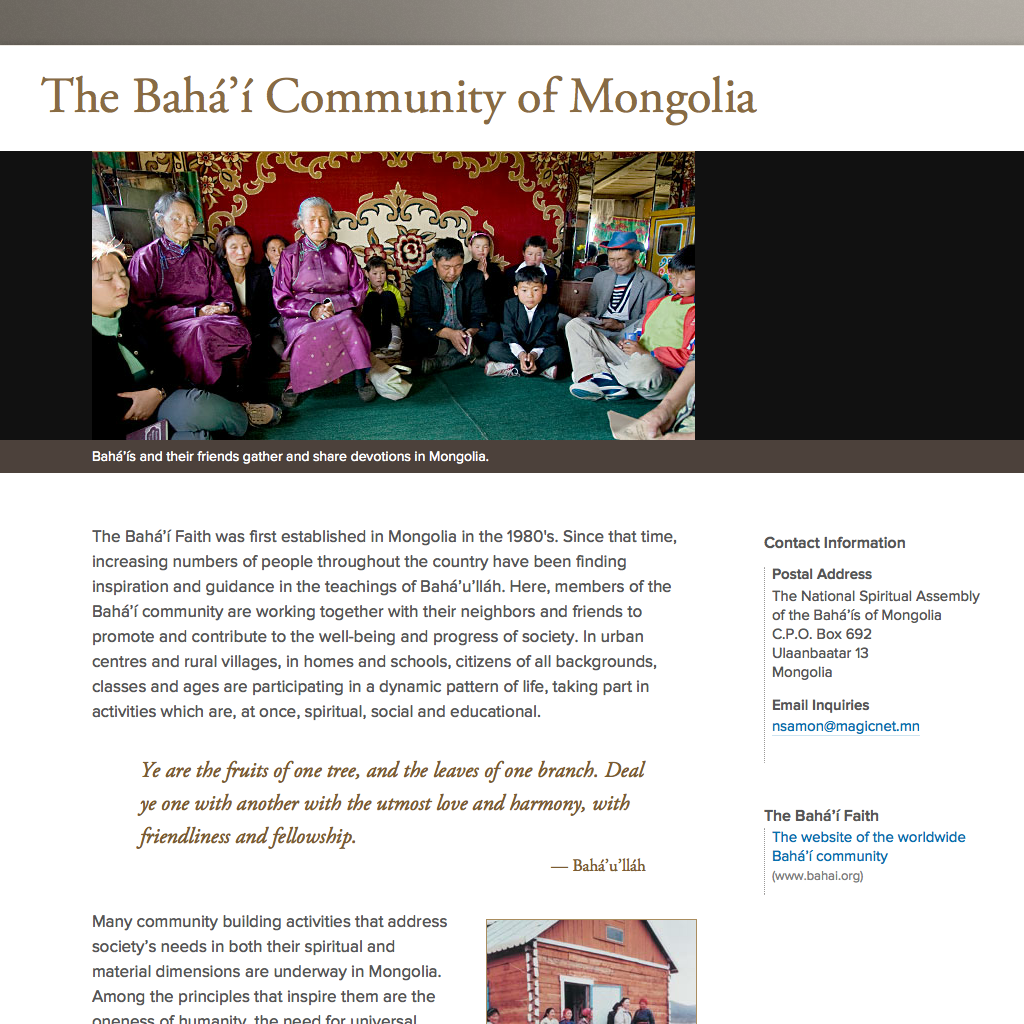 The Bahá’í Community of Mongolia
Bahá’ís and their friends gather and share devotions in Mongolia.
The Bahá’í Faith was first established in Mongolia in the 1980's. Since that time,
increasing numbers of people throughout the country have been finding
inspiration and guidance in the teachings of Bahá’u’lláh. Here, members of the
Bahá’í community are working together with their neighbors and friends to
promote and contribute to the well-being and progress of society. In urban
centres and rural villages, in homes and schools, citizens of all backgrounds,
classes and ages are participating in a dynamic pattern of life, taking part in
activities which are, at once, spiritual, social and educational.
Ye are the fruits of one tree, and the leaves of one branch. Deal
ye one with another with the utmost love and harmony, with
friendliness and fellowship.
— Bahá’u’lláh
Many community building activities that address
society’s needs in both their spiritual and
material dimensions are underway in Mongolia.
Among the principles that inspire them are the
oneness of humanity, the need for universal
Contact Information
Postal Address
The National Spiritual Assembly
of the Bahá’ís of Mongolia
C.P.O. Box 692
Ulaanbaatar 13
Mongolia
Email Inquiries
nsamon@magicnet.mn
The Bahá’í Faith
The website of the worldwide
Bahá’í community
(www.bahai.org)